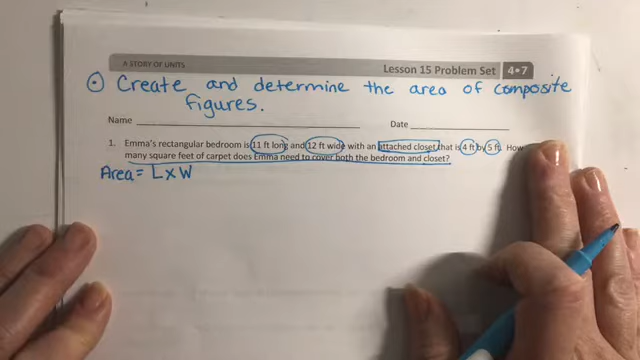 A STORY OF UNITS
Lesson 15 Problem Set 4•7
Create and determine the area of composite
figures.
Name
Date
1. Emma's rectangular bedroom is 11 ft long and 12 ft wide with an attached closet that is 4 ft by 5 ft. How
many square feet of carpet does Emma need to cover both the bedroom and closet?
Area = L x W